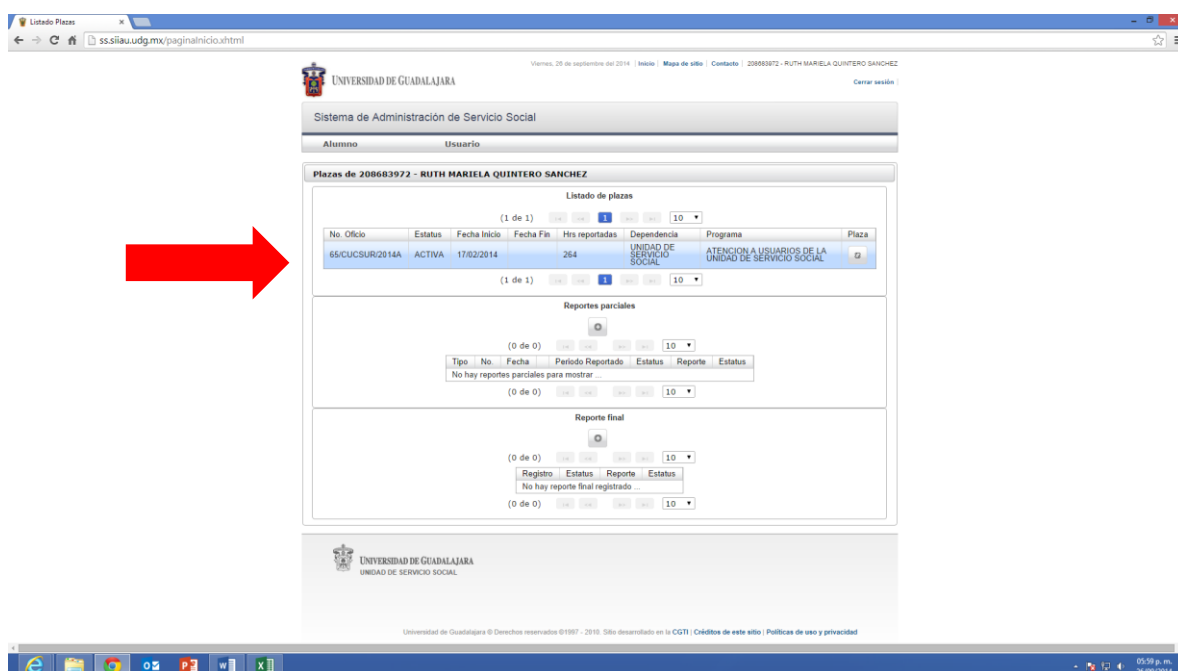 Listado Plazas
ss.siiau.udg.mx/paginaInicio.xhtml
Viernes, 26 de septiembre del 2014 | Inicio | Mapa de sitio | Contacto | 208683972 - RUTH MARIELA QUINTERO SANCHEZ
UNIVERSIDAD DE GUADALAJARA
Cerrar sesión
Sistema de Administración de Servicio Social
Alumno Usuario
Plazas de 208683972 - RUTH MARIELA QUINTERO SANCHEZ
Listado de plazas
(1 de 1) 1 10
No. Oficio Estatus Fecha Inicio Fecha Fin Hrs reportadas Dependencia Programa Plaza
65/CUCSUR/2014A ACTIVA 17/02/2014 264 UNIDAD DE SERVICIO SOCIAL ATENCION A USUARIOS DE LA UNIDAD DE SERVICIO SOCIAL
(1 de 1) 1 10
Reportes parciales
(0 de 0) 10
Tipo No. Fecha Periodo Reportado Estatus Reporte Estatus
No hay reportes parciales para mostrar ...
(0 de 0) 10
Reporte final
(0 de 0) 10
Registro Estatus Reporte Estatus
No hay reporte final registrado ...
(0 de 0) 10
UNIVERSIDAD DE GUADALAJARA
UNIDAD DE SERVICIO SOCIAL
Universidad de Guadalajara © Derechos reservados ©1997 - 2010. Sitio desarrollado en la CGTI | Créditos de este sitio | Políticas de uso y privacidad
05:59 p. m.